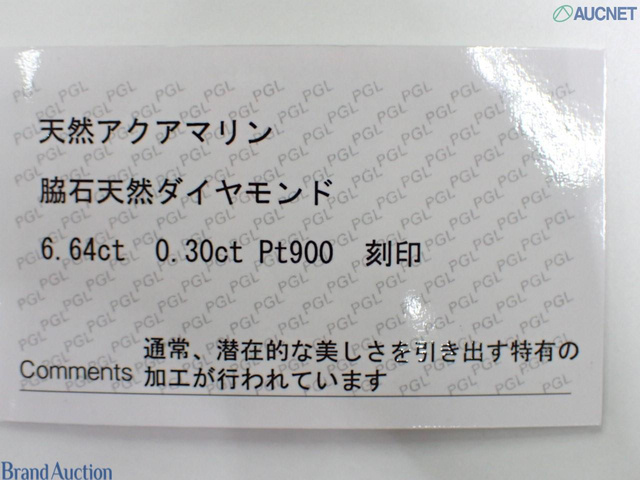 AUCNET
天然アクアマリン
脇石天然ダイヤモンド
6.64ct 0.30ct Pt900 刻印
Comments 通常、潜在的な美しさを引き出す特有の
加工が行われています
Brand Auction